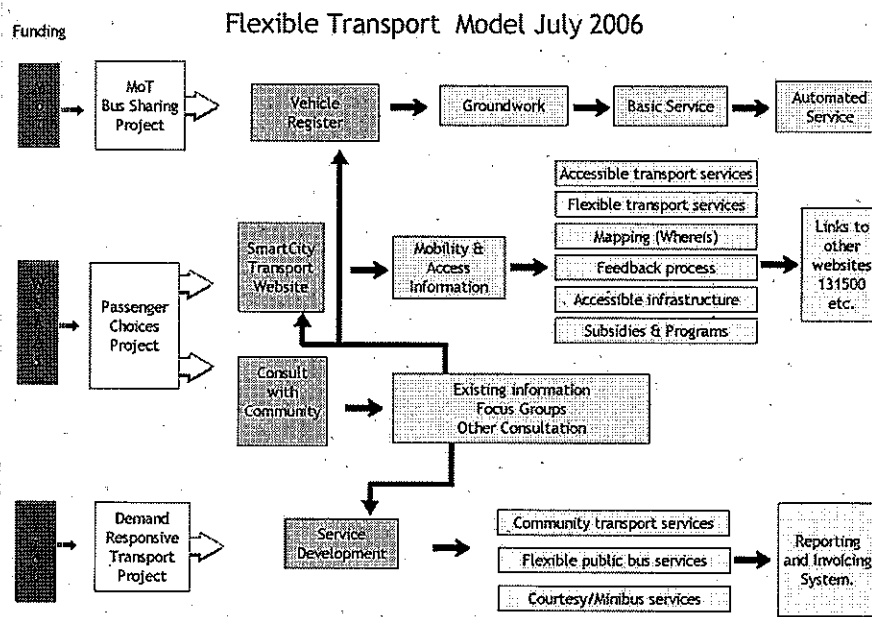 Flexible Transport Model July 2006
Funding
MoT
Bus Sharing
Project
Vehicle
Register
Groundwork
Basic Service
Automated
Service
Passenger
Choices
Project
SmartCity
Transport
Website
Mobility &
Access
Information
Accessible transport services
Flexible transport services
Mapping (Whereis)
Feedback process
Accessible infrastructure
Subsidies & Programs
Links to
other
websites
131500
etc.
Consult
with
Community
Existing information
Focus Groups
Other Consultation
Demand
Responsive
Transport
Project
Service
Development
Community transport services
Flexible public bus services
Courtesy/Minibus services
Reporting
and Invoicing
System.